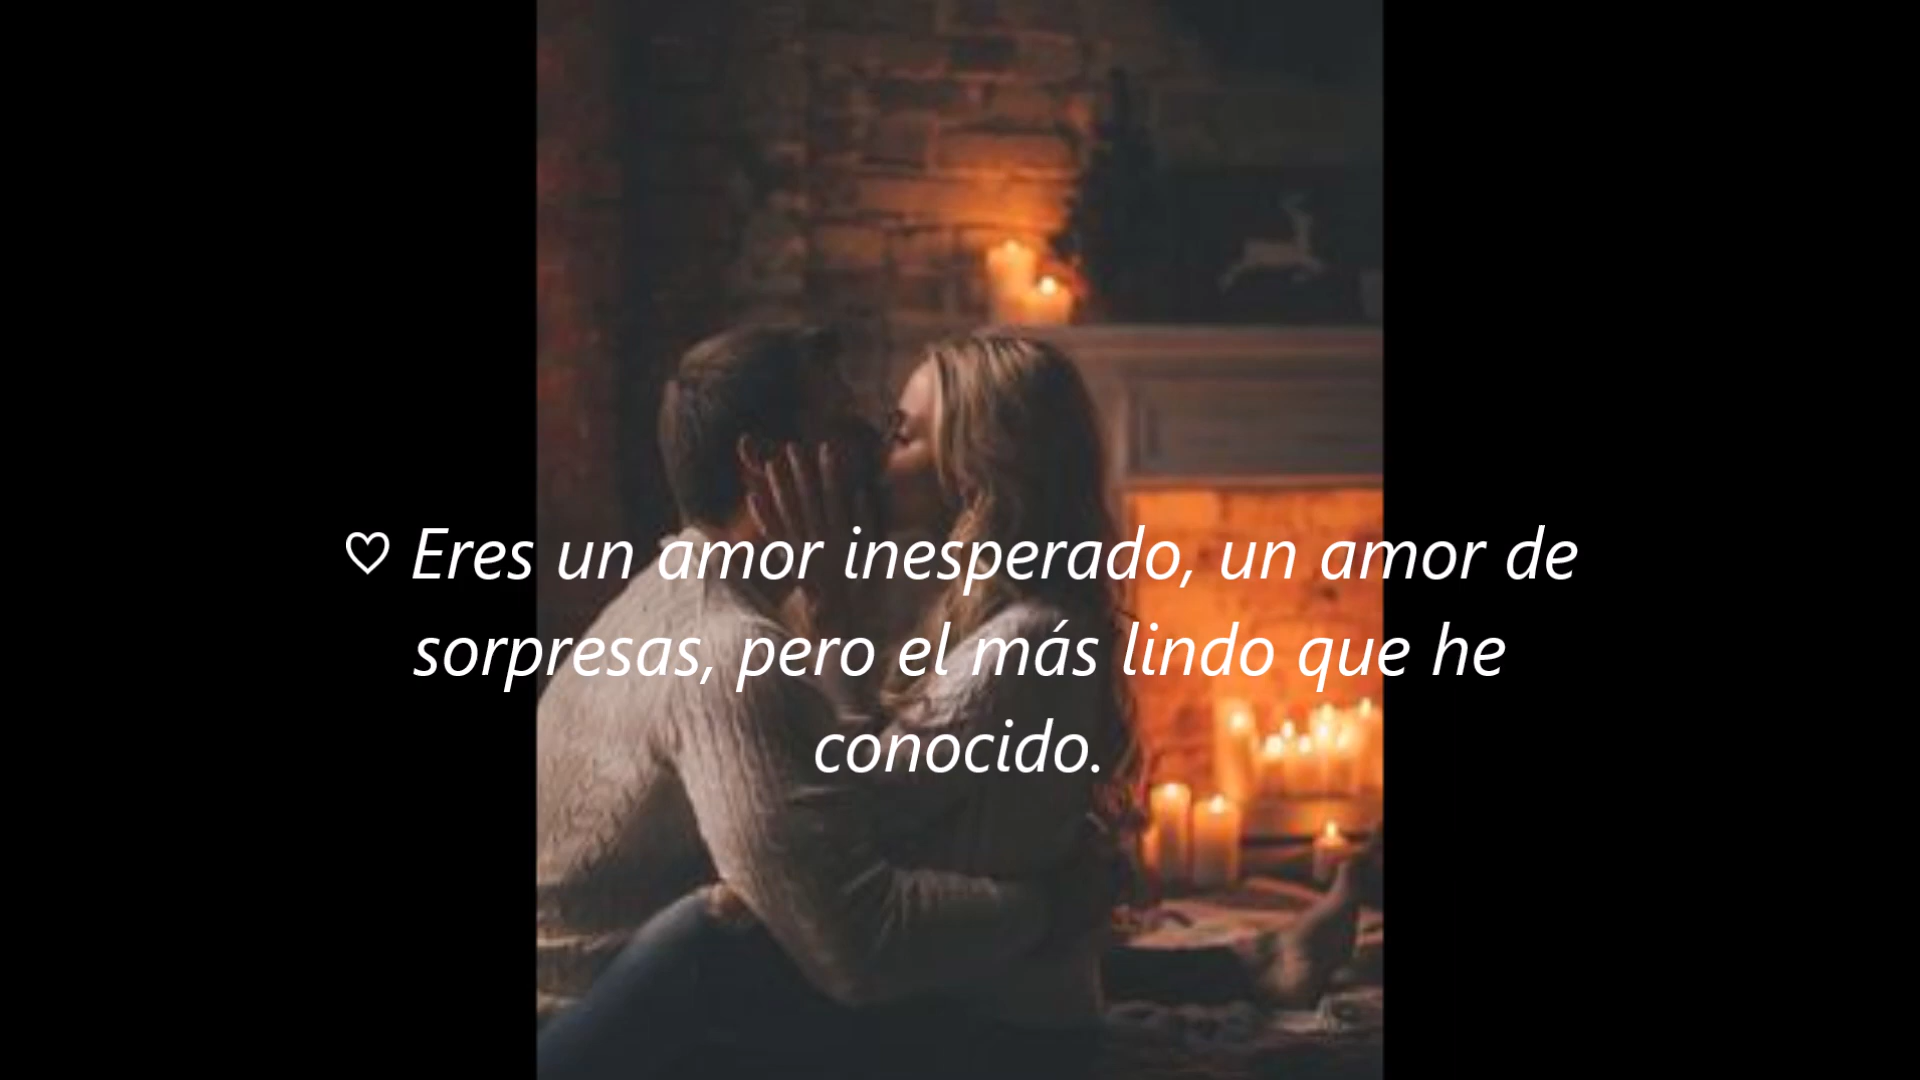 ♡ Eres un amor inesperado, un amor de
sorpresas, pero el más lindo que he
conocido.